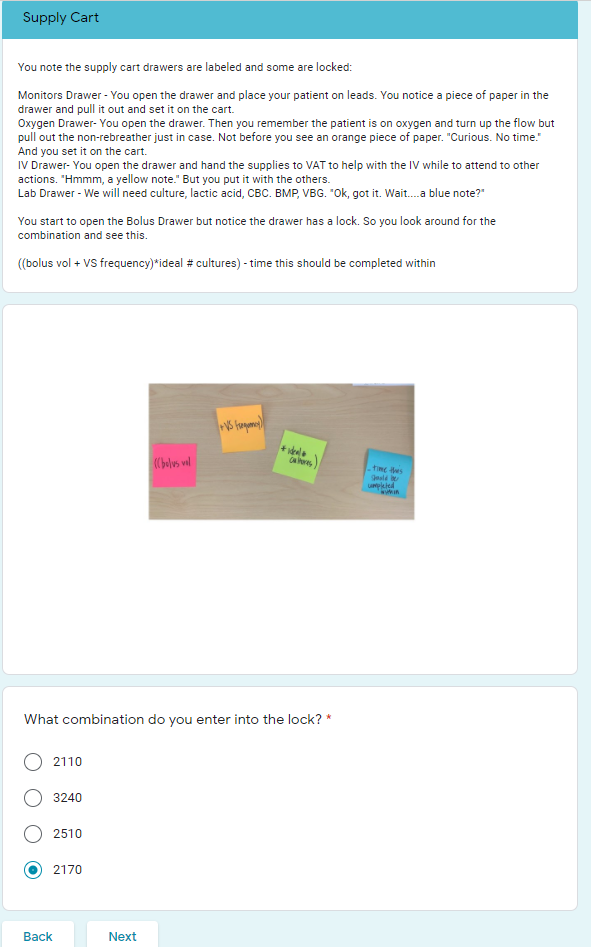 Supply Cart
You note the supply cart drawers are labeled and some are locked:
Monitors Drawer - You open the drawer and place your patient on leads. You notice a piece of paper in the
drawer and pull it out and set it on the cart.
Oxygen Drawer- You open the drawer. Then you remember the patient is on oxygen and turn up the flow but
pull out the non-rebreather just in case. Not before you see an orange piece of paper. "Curious. No time."
And you set it on the cart.
IV Drawer- You open the drawer and hand the supplies to VAT to help with the IV while to attend to other
actions. "Hmmm, a yellow note." But you put it with the others.
Lab Drawer - We will need culture, lactic acid, CBC. BMP, VBG. "Ok, got it. Wait....a blue note?"
You start to open the Bolus Drawer but notice the drawer has a lock. So you look around for the
combination and see this.
((bolus vol + VS frequency)*ideal # cultures) - time this should be completed within
+VS frequency)
((bolus vol
* ideal #
cultures)
- time this
should be
completed
within
What combination do you enter into the lock? *
2110
3240
2510
2170
Back
Next